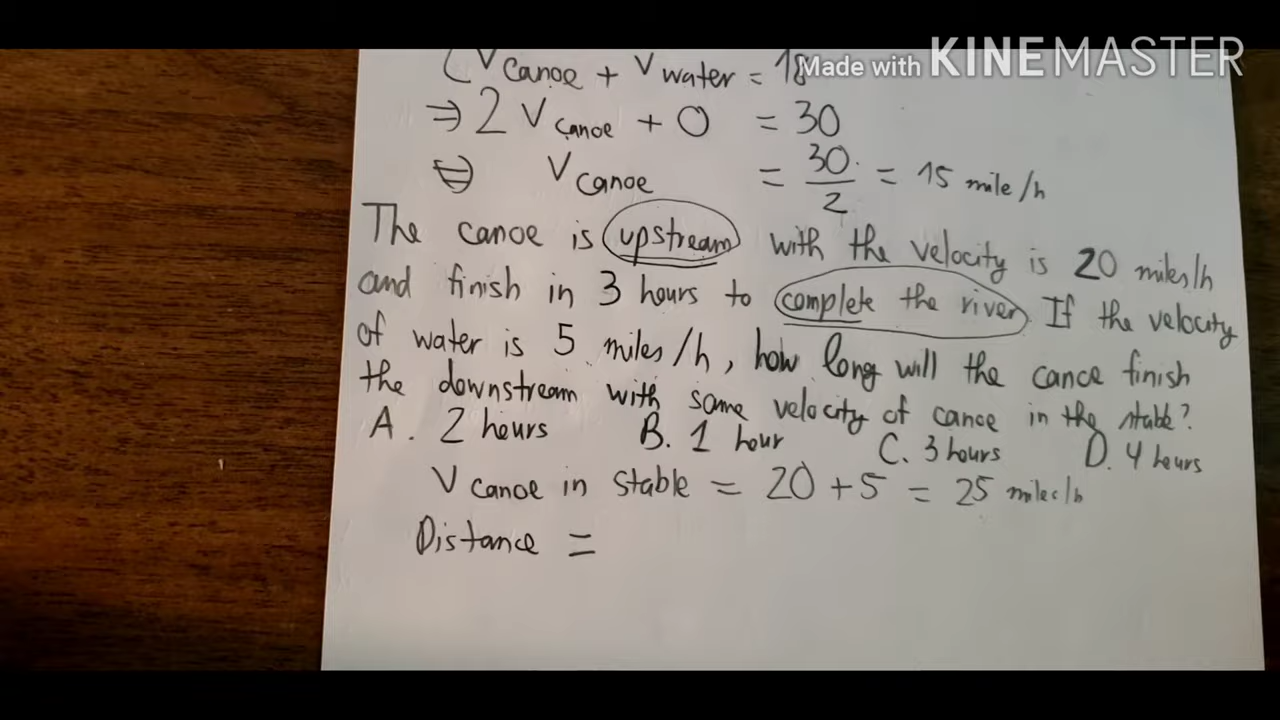 Made with KINEMASTER
(V canoe + V water = 18
⇒ 2 V canoe + 0 = 30
⇔ V canoe = 30/2 = 15 mile/h
The canoe is upstream with the velocity is 20 miles/h
and finish in 3 hours to complete the river If the velocity
of water is 5 miles/h, how long will the canoe finish
the downstream with same velocity of canoe in the stable?
A. 2 hours B. 1 hour C. 3 hours D. 4 hours
V canoe in stable = 20 + 5 = 25 miles/h
Distance =